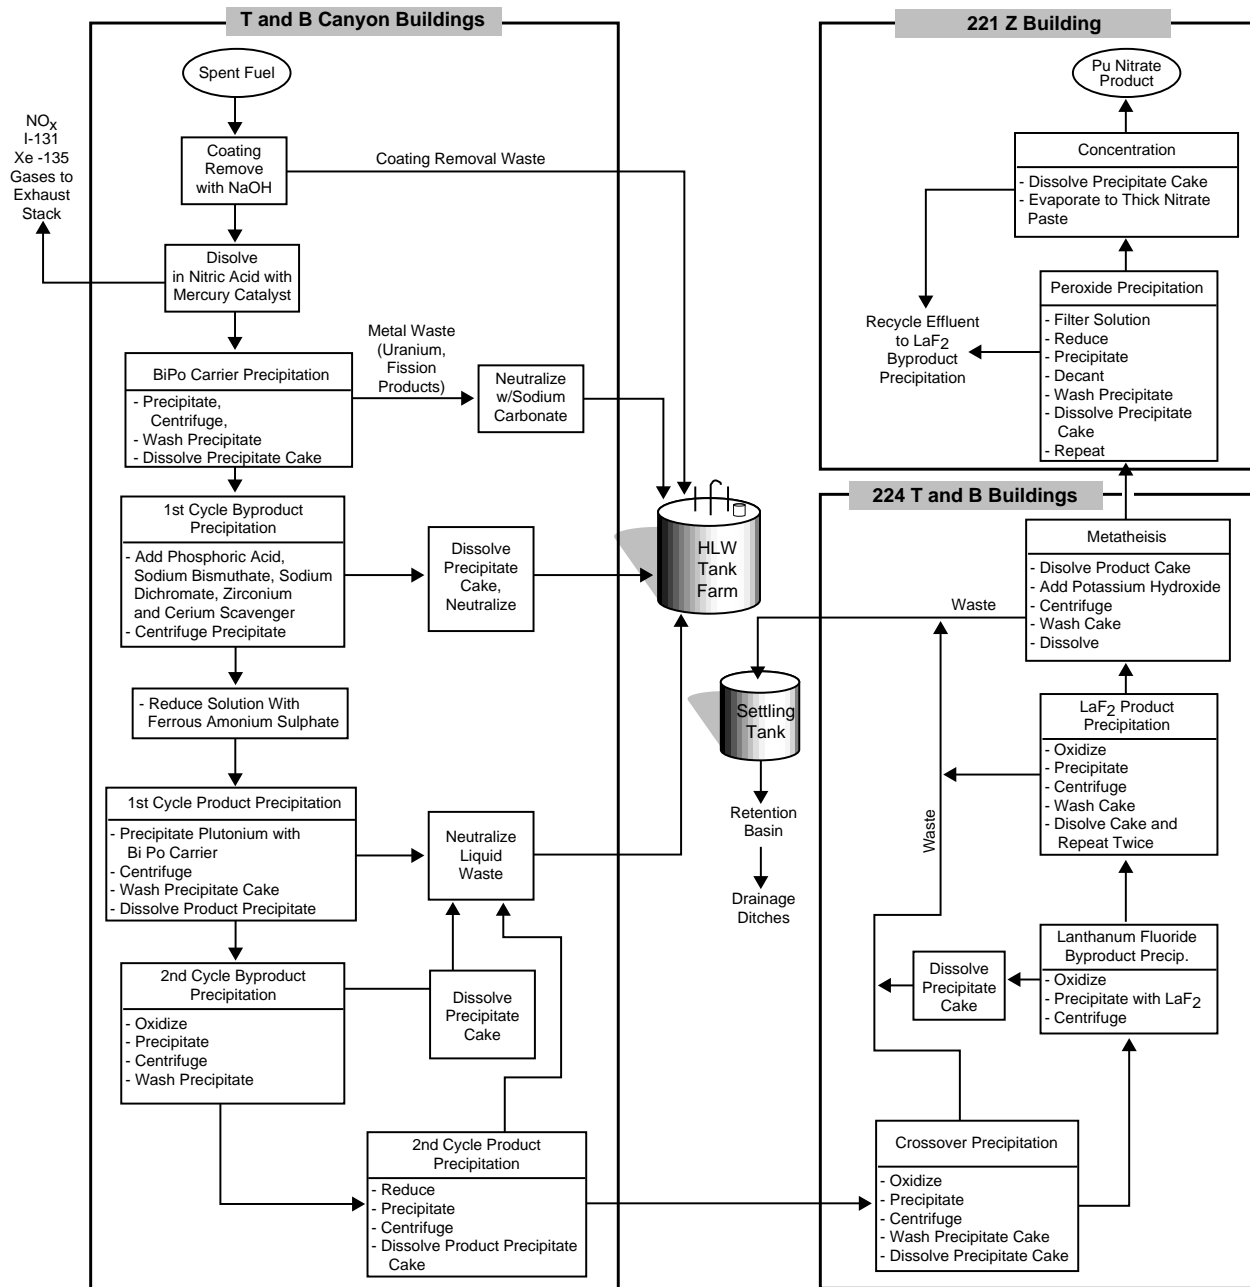 T and B Canyon Buildings
Spent Fuel
NOX
I-131
Xe -135
Gases to
Exhaust
Stack
Coating
Remove
with NaOH
Coating Removal Waste
Disolve
in Nitric Acid with
Mercury Catalyst
Metal Waste
(Uranium,
Fission
Products)
BiPo Carrier Precipitation
- Precipitate,
Centrifuge,
- Wash Precipitate
- Dissolve Precipitate Cake
Neutralize
w/Sodium
Carbonate
1st Cycle Byproduct
Precipitation
- Add Phosphoric Acid,
Sodium Bismuthate, Sodium
Dichromate, Zirconium
and Cerium Scavenger
- Centrifuge Precipitate
Dissolve
Precipitate
Cake,
Neutralize
HLW
Tank
Farm
- Reduce Solution With
Ferrous Amonium Sulphate
1st Cycle Product Precipitation
- Precipitate Plutonium with
Bi Po Carrier
- Centrifuge
- Wash Precipitate Cake
- Dissolve Product Precipitate
Neutralize
Liquid
Waste
2nd Cycle Byproduct
Precipitation
- Oxidize
- Precipitate
- Centrifuge
- Wash Precipitate
Dissolve
Precipitate
Cake
2nd Cycle Product
Precipitation
- Reduce
- Precipitate
- Centrifuge
- Dissolve Product Precipitate
Cake
Settling
Tank
Retention
Basin
Drainage
Ditches
221 Z Building
Pu Nitrate
Product
Concentration
- Dissolve Precipitate Cake
- Evaporate to Thick Nitrate
Paste
Peroxide Precipitation
- Filter Solution
- Reduce
- Precipitate
- Decant
- Wash Precipitate
- Dissolve Precipitate
Cake
- Repeat
Recycle Effluent
to LaF2
Byproduct
Precipitation
224 T and B Buildings
Metatheisis
- Disolve Product Cake
- Add Potassium Hydroxide
- Centrifuge
- Wash Cake
- Dissolve
Waste
LaF2 Product
Precipitation
- Oxidize
- Precipitate
- Centrifuge
- Wash Cake
- Disolve Cake and
Repeat Twice
Waste
Lanthanum Fluoride
Byproduct Precip.
- Oxidize
- Precipitate with LaF2
- Centrifuge
Dissolve
Precipitate
Cake
Crossover Precipitation
- Oxidize
- Precipitate
- Centrifuge
- Wash Precipitate Cake
- Dissolve Precipitate Cake